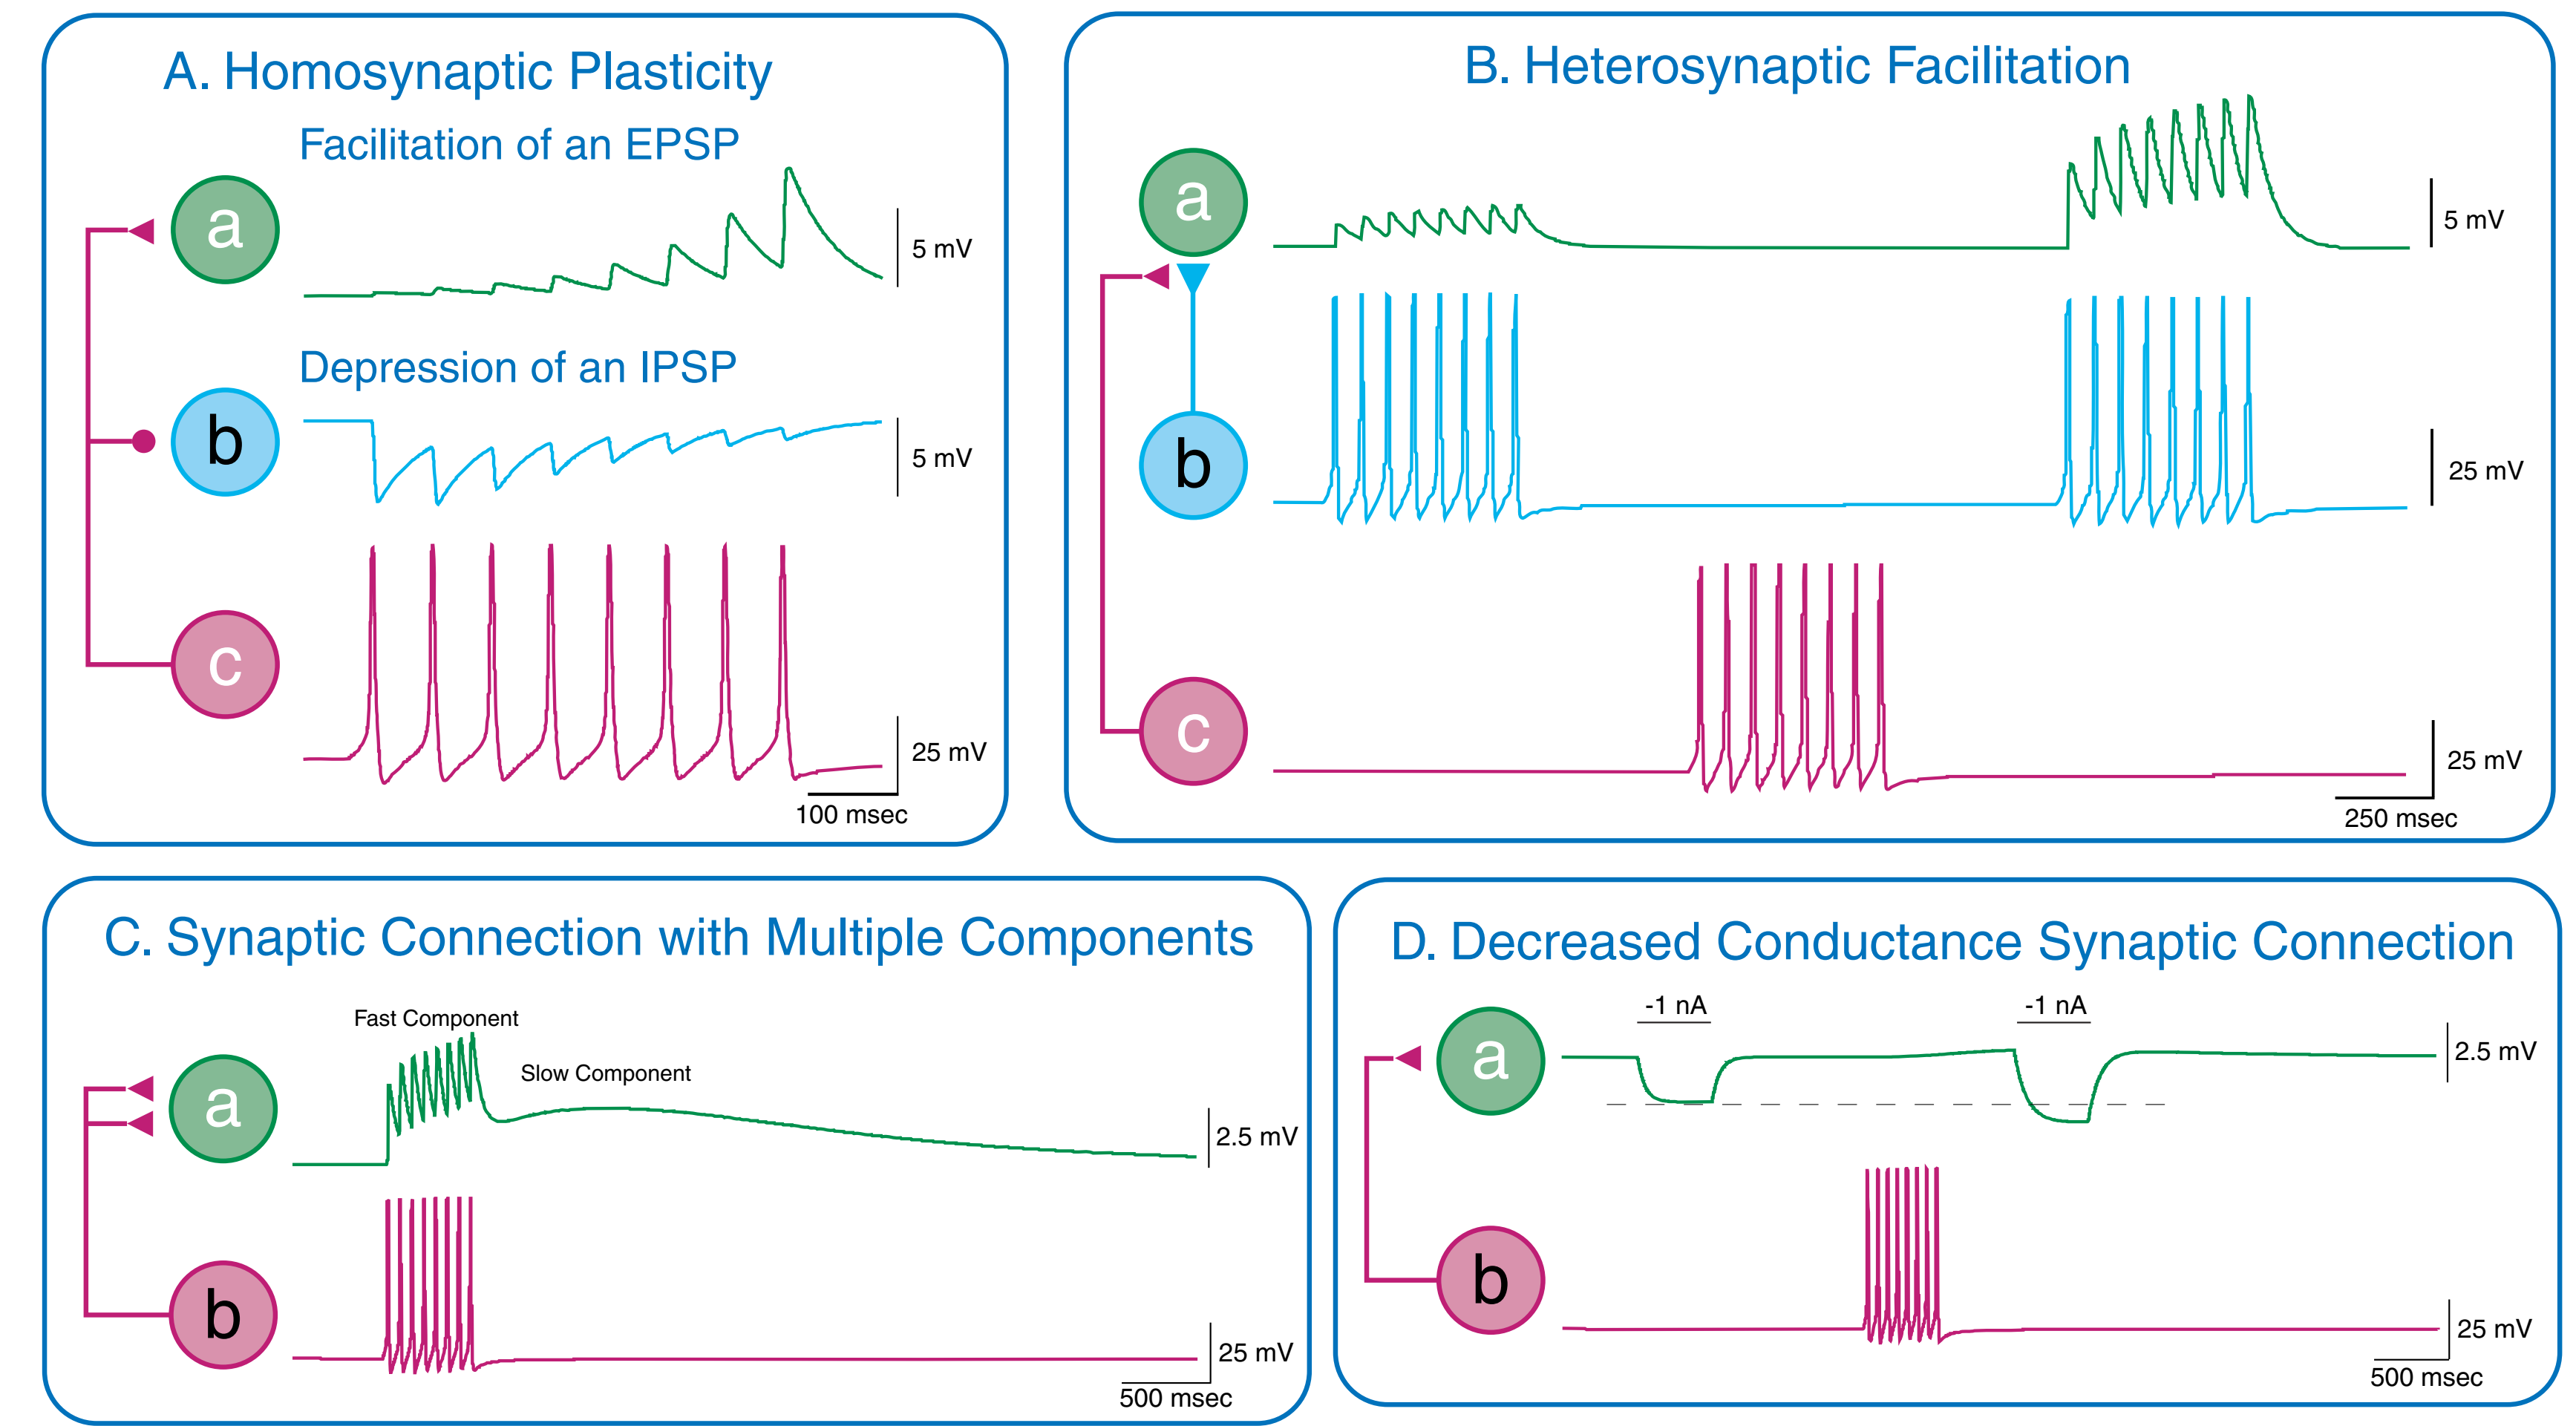 A. Homosynaptic Plasticity
Facilitation of an EPSP
a
5 mV
Depression of an IPSP
b
5 mV
c
25 mV
100 msec
B. Heterosynaptic Facilitation
a
5 mV
b
25 mV
c
25 mV
250 msec
C. Synaptic Connection with Multiple Components
Fast Component
Slow Component
a
2.5 mV
b
25 mV
500 msec
D. Decreased Conductance Synaptic Connection
-1 nA
-1 nA
a
2.5 mV
b
25 mV
500 msec